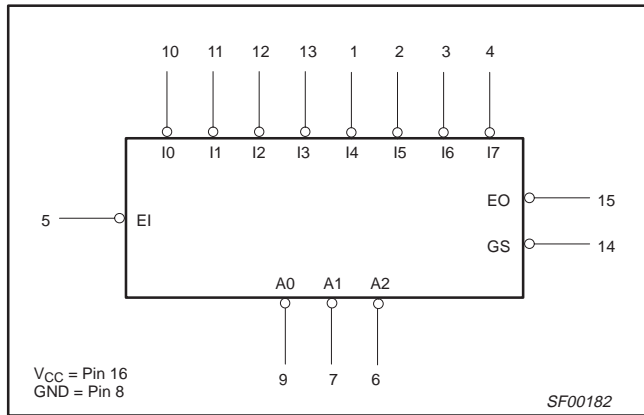 10 11 12 13 1 2 3 4
I0 I1 I2 I3 I4 I5 I6 I7
EO 15
5 EI
GS 14
A0 A1 A2
VCC = Pin 16
GND = Pin 8
9 7 6
SF00182